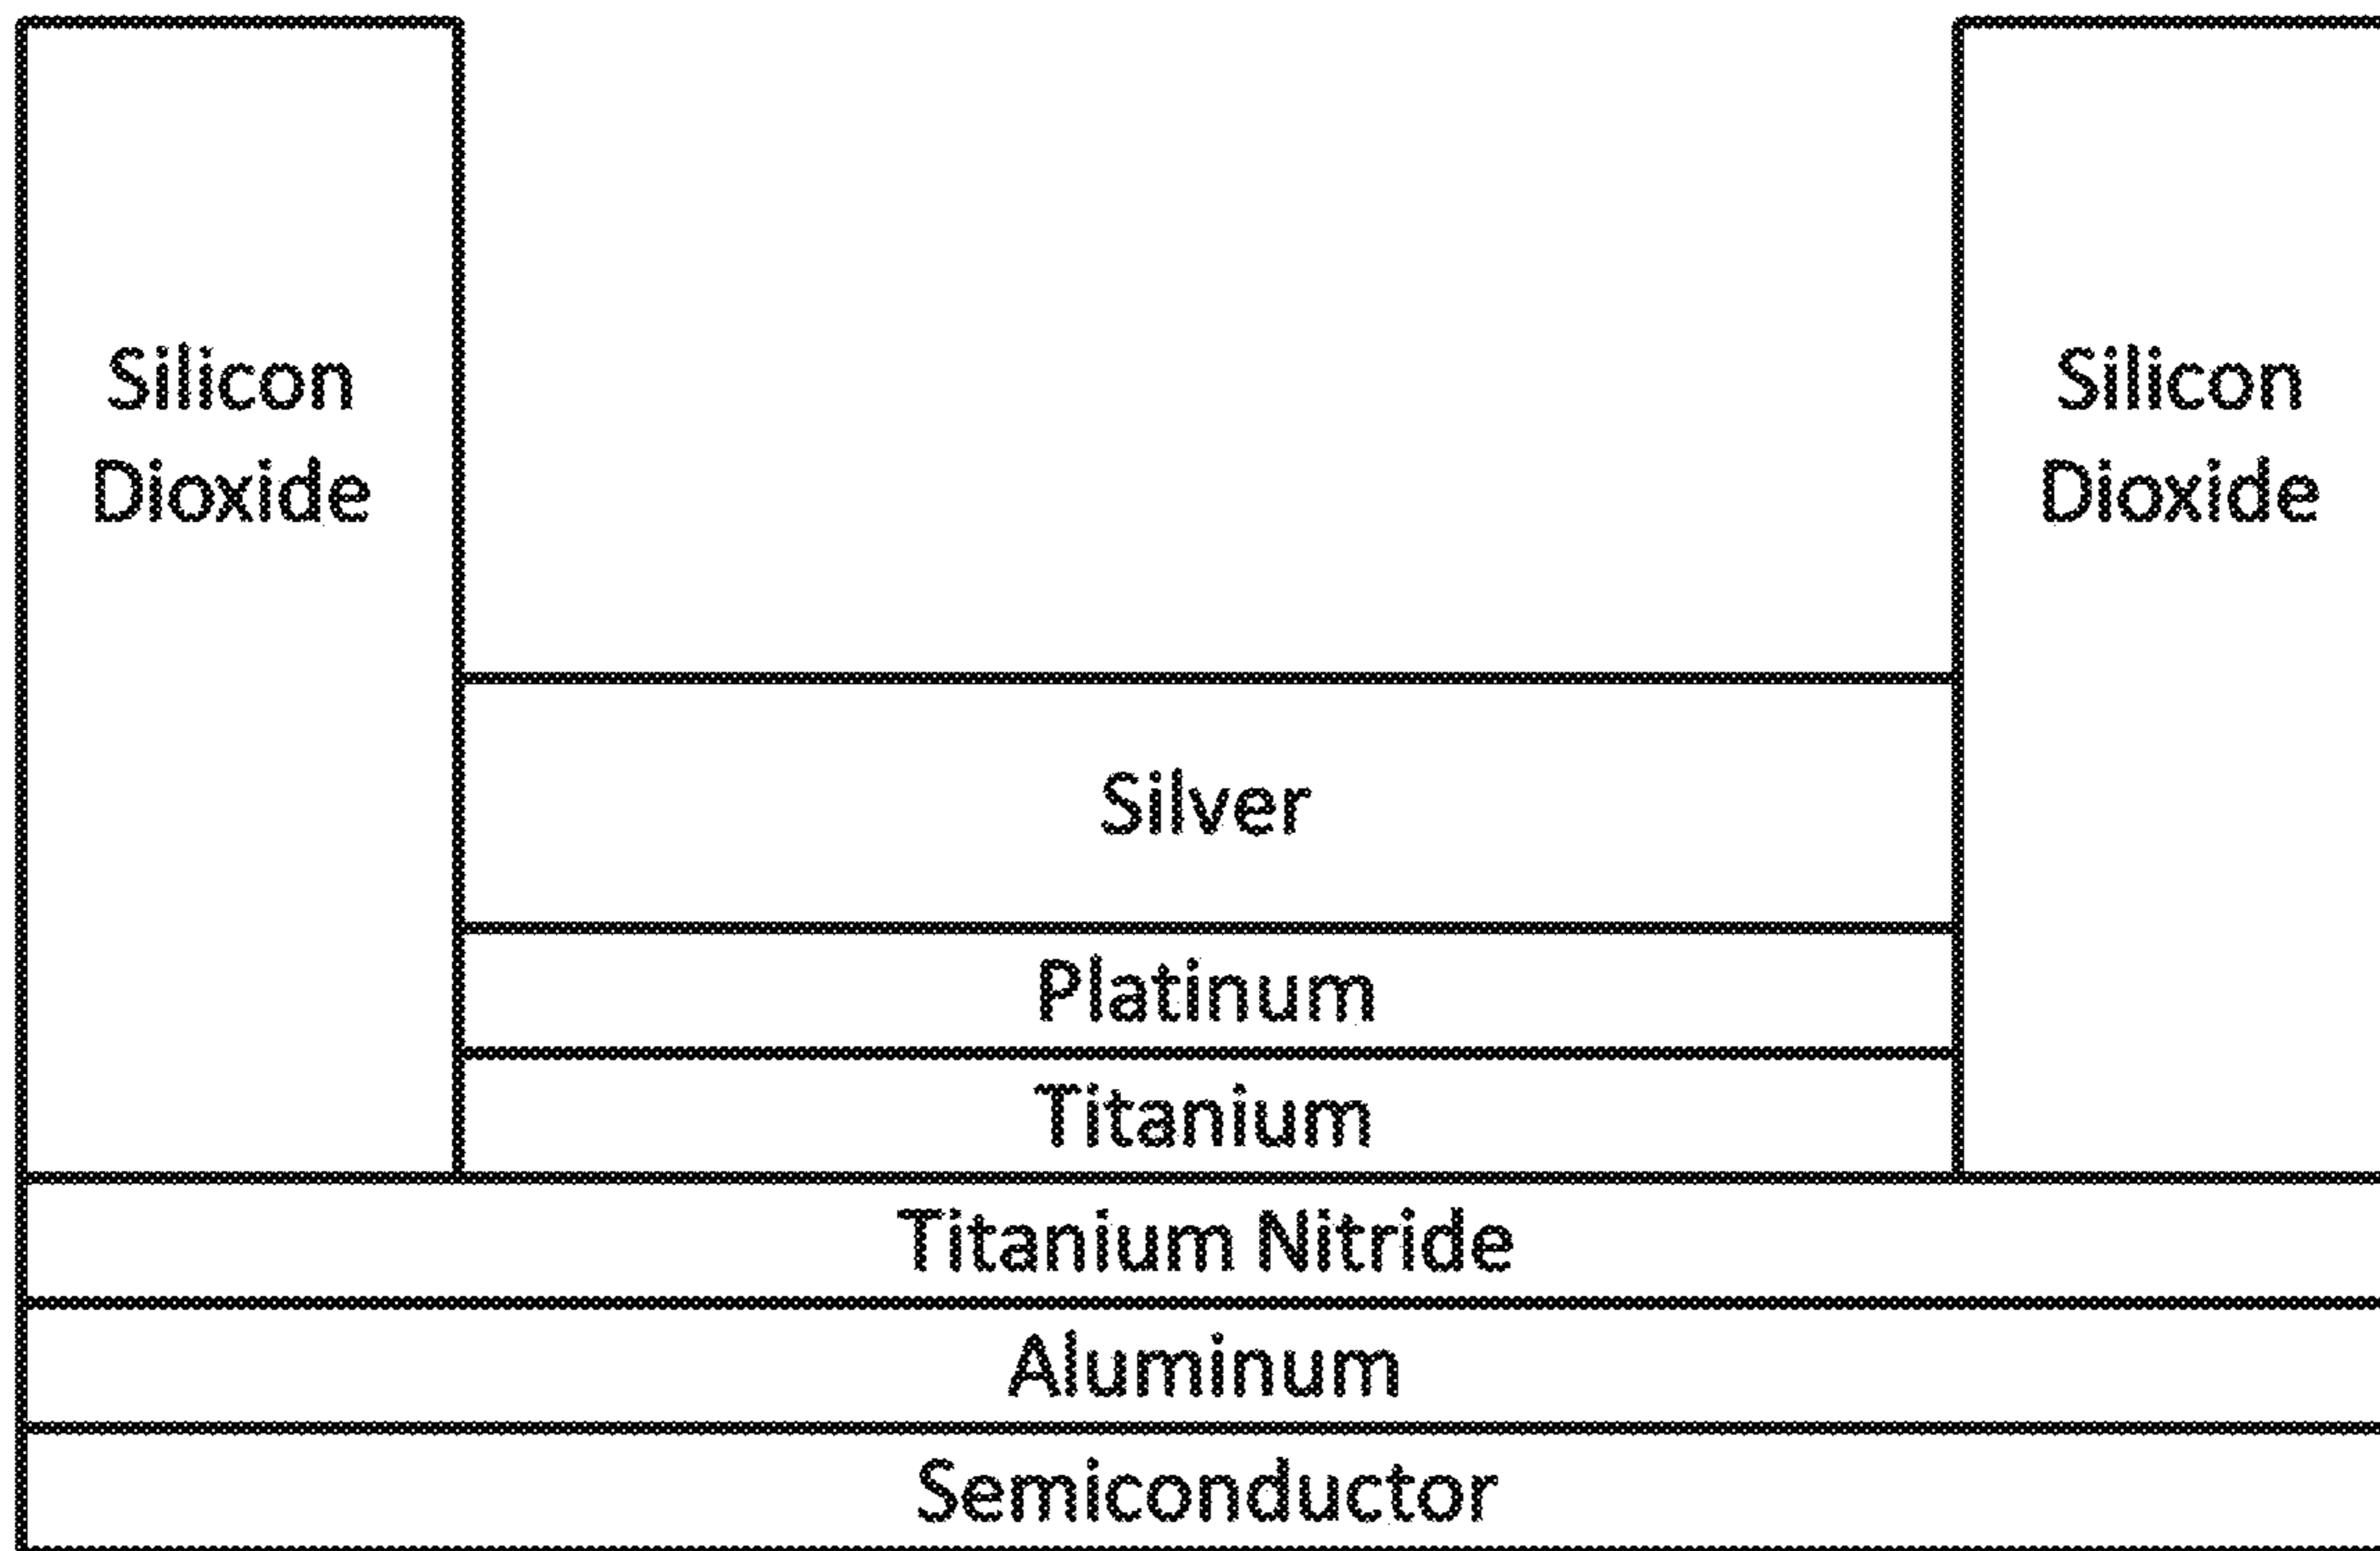 Silicon
Dioxide
Silicon
Dioxide
Silver
Platinum
Titanium
Titanium Nitride
Aluminum
Semiconductor